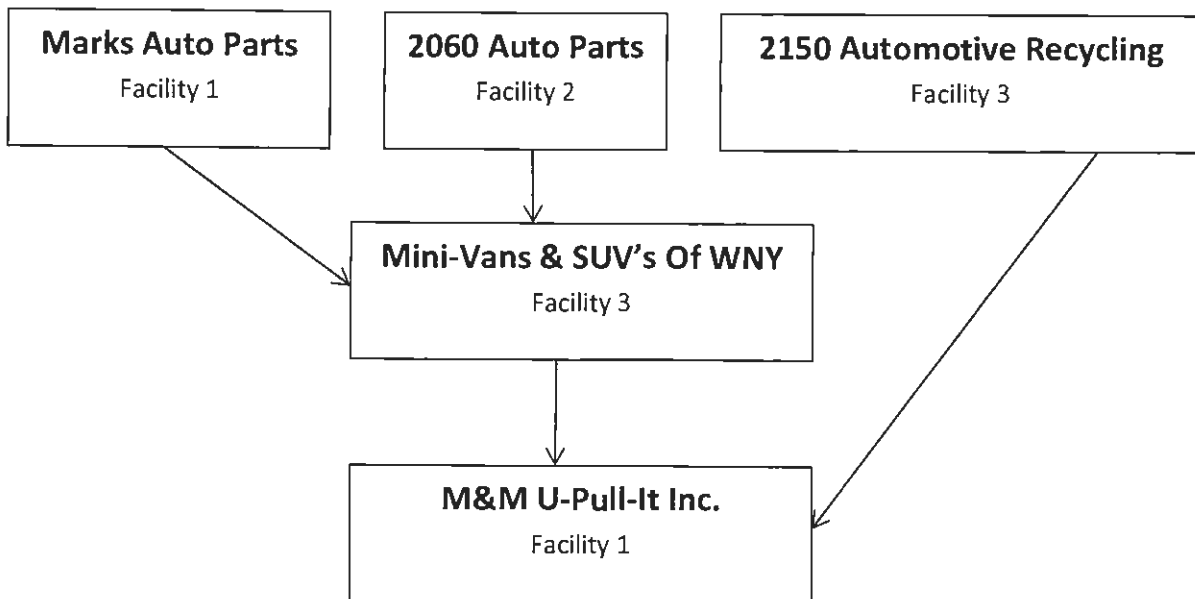 Marks Auto Parts
Facility 1
2060 Auto Parts
Facility 2
2150 Automotive Recycling
Facility 3
Mini-Vans & SUV's Of WNY
Facility 3
M&M U-Pull-It Inc.
Facility 1